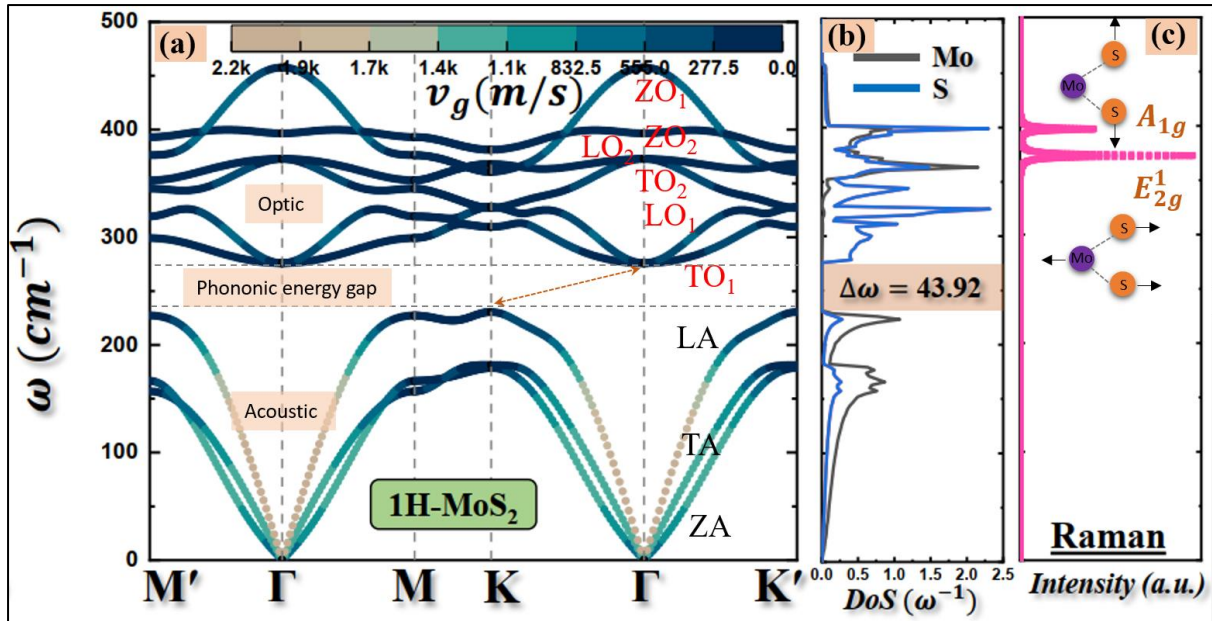 (a)
2.2k 1.9k 1.7k 1.4k 1.1k 832.5 555.0 277.5 0.0
v_g(m/s)
ω (cm⁻¹)
500
400
300
200
100
0
ZO₁
LO₂ ZO₂
TO₂
LO₁
TO₁
Optic
Phononic energy gap
Acoustic
LA
TA
ZA
1H-MoS₂
M′ Γ M K Γ K′
(b)
Mo
S
Δω = 43.92
0.0 0.5 1.0 1.5 2.0 2.5
DoS (ω⁻¹)
(c)
S
Mo
S
A₁g
E¹₂g
S
Mo
S
Raman
Intensity (a.u.)